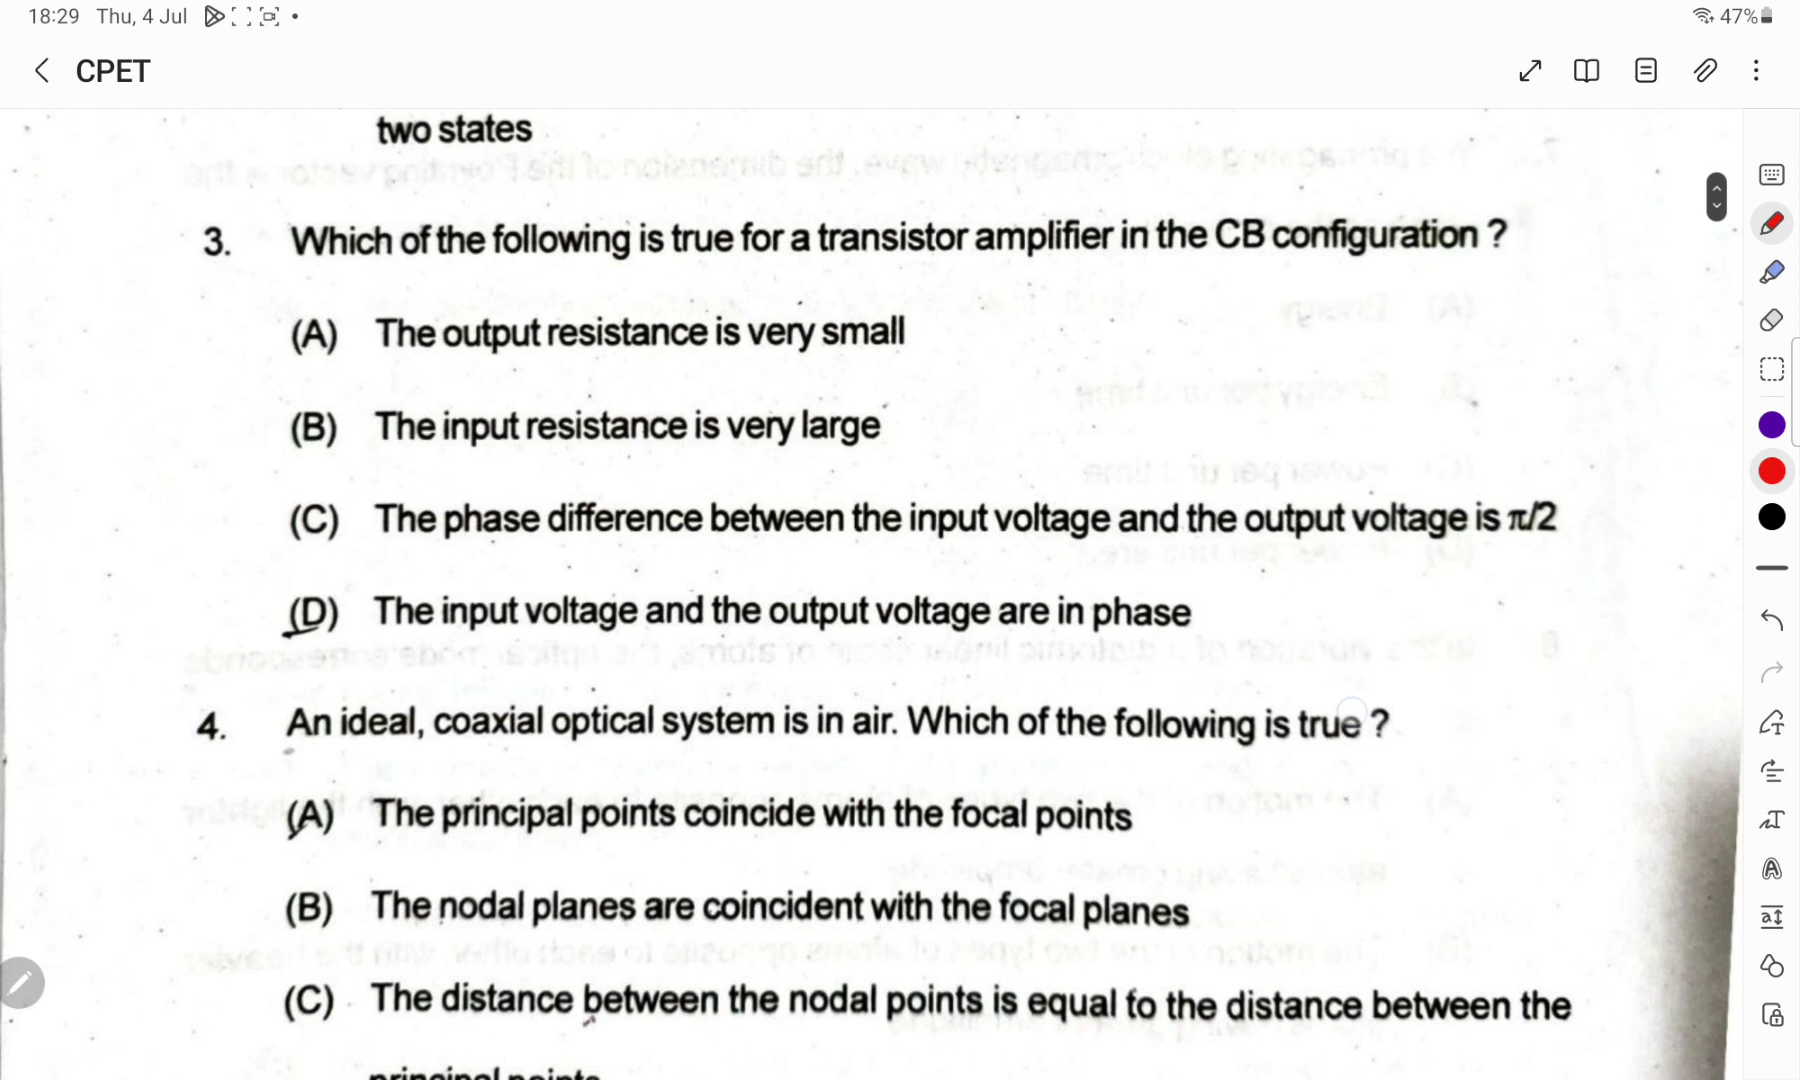 18:29 Thu, 4 Jul 47%
CPET
two states
3. Which of the following is true for a transistor amplifier in the CB configuration ?
(A) The output resistance is very small
(B) The input resistance is very large
(C) The phase difference between the input voltage and the output voltage is π/2
(D) The input voltage and the output voltage are in phase
4. An ideal, coaxial optical system is in air. Which of the following is true ?
(A) The principal points coincide with the focal points
(B) The nodal planes are coincident with the focal planes
(C) The distance between the nodal points is equal to the distance between the
principal points